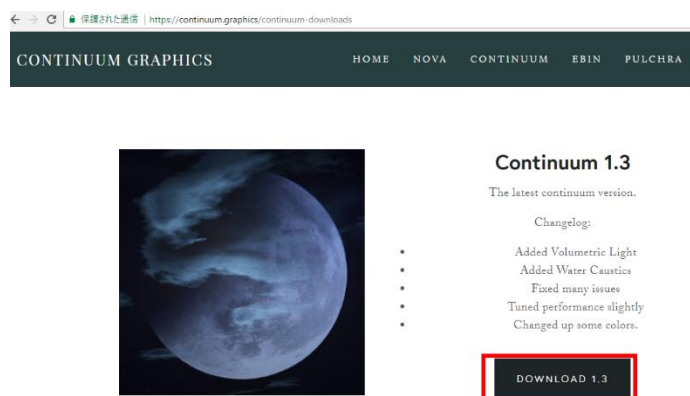 保護された通信 | https://continuum.graphics/continuum-downloads
CONTINUUM GRAPHICS HOME NOVA CONTINUUM EBIN PULCHRA
Continuum 1.3
The latest continuum version.
Changelog:
• Added Volumetric Light
• Added Water Caustics
• Fixed many issues
• Tuned performance slightly
• Changed up some colors.
DOWNLOAD 1.3